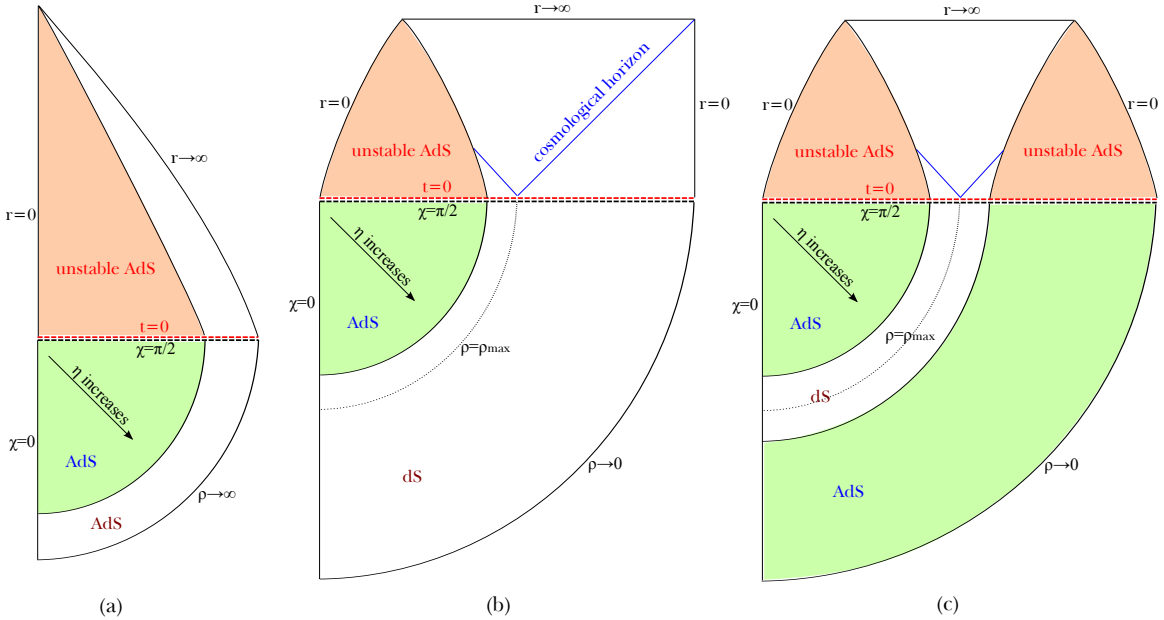 r=0
r→∞
unstable AdS
t=0
χ=π/2
η increases
χ=0
AdS
AdS
ρ→∞
(a)
r→∞
r=0
cosmological horizon
r=0
unstable AdS
t=0
χ=π/2
η increases
χ=0
AdS
ρ=ρmax
dS
ρ→0
(b)
r→∞
r=0
r=0
unstable AdS
unstable AdS
t=0
χ=π/2
η increases
χ=0
AdS
ρ=ρmax
dS
AdS
ρ→0
(c)